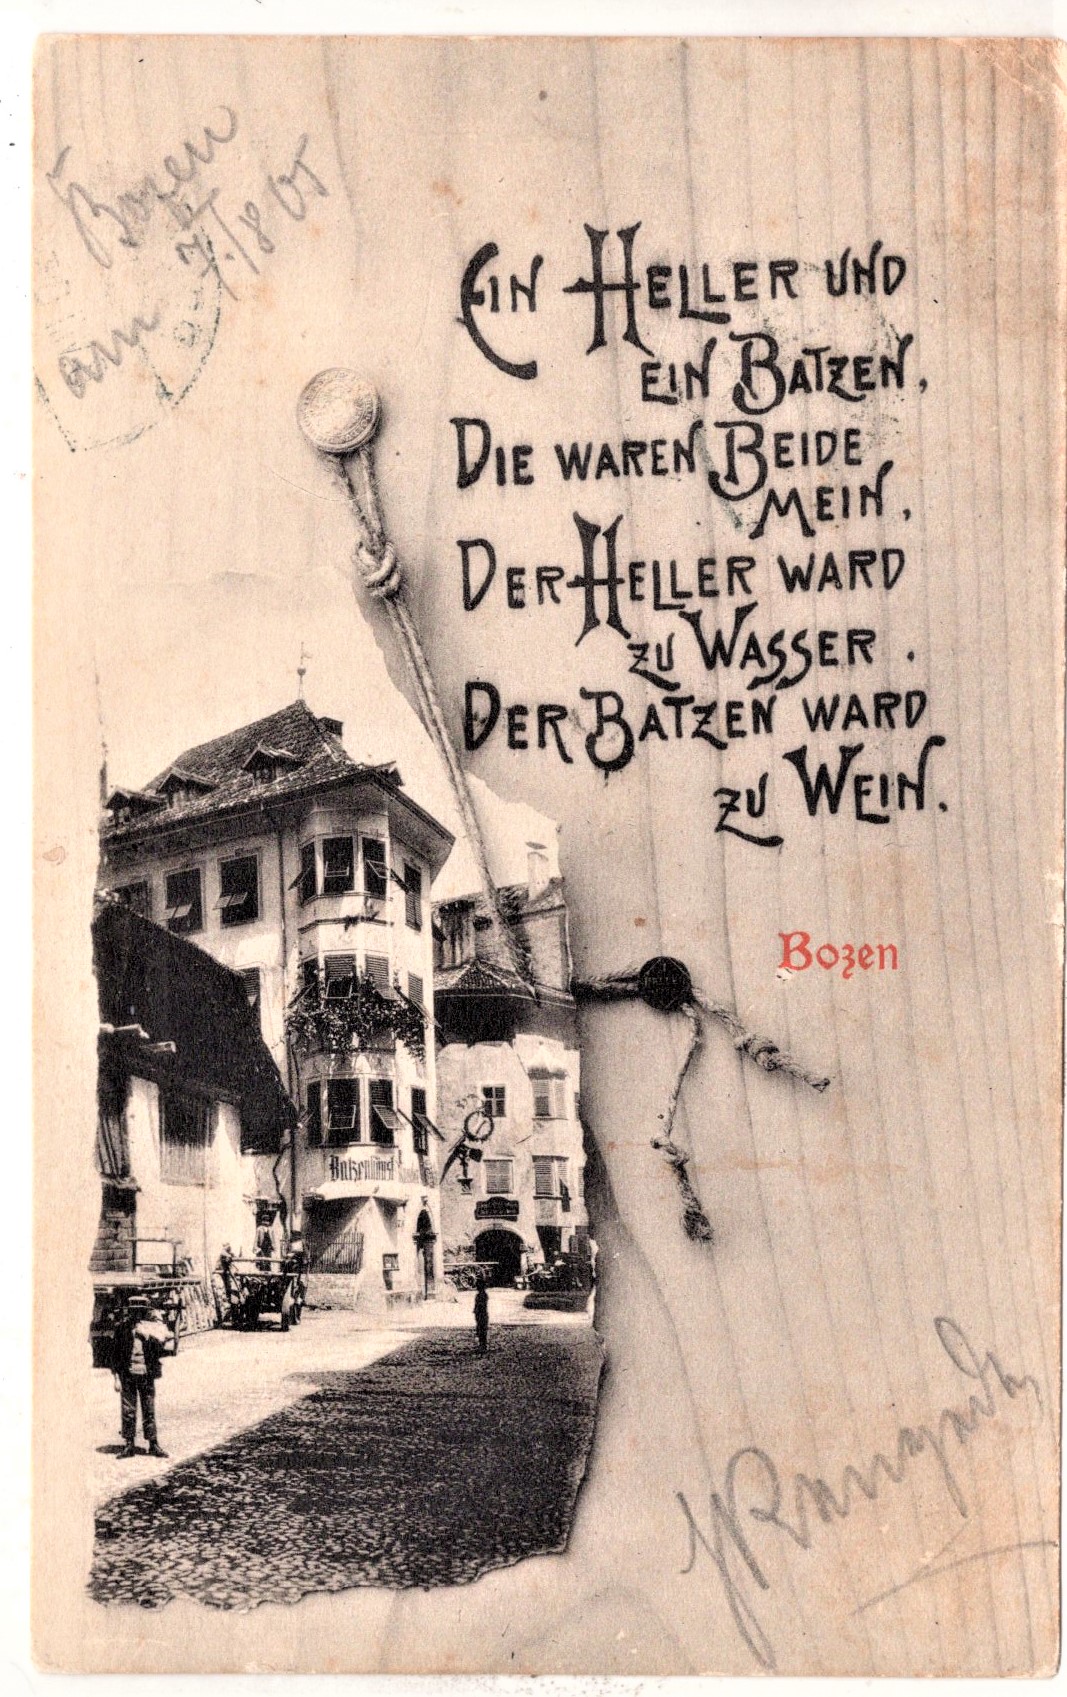 Bozen
am 7./8 05
Ein Heller und
ein Batzen,
Die waren Beide
mein,
Der Heller ward
zu Wasser.
Der Batzen ward
zu Wein.
Bozen
Batzenhäusl